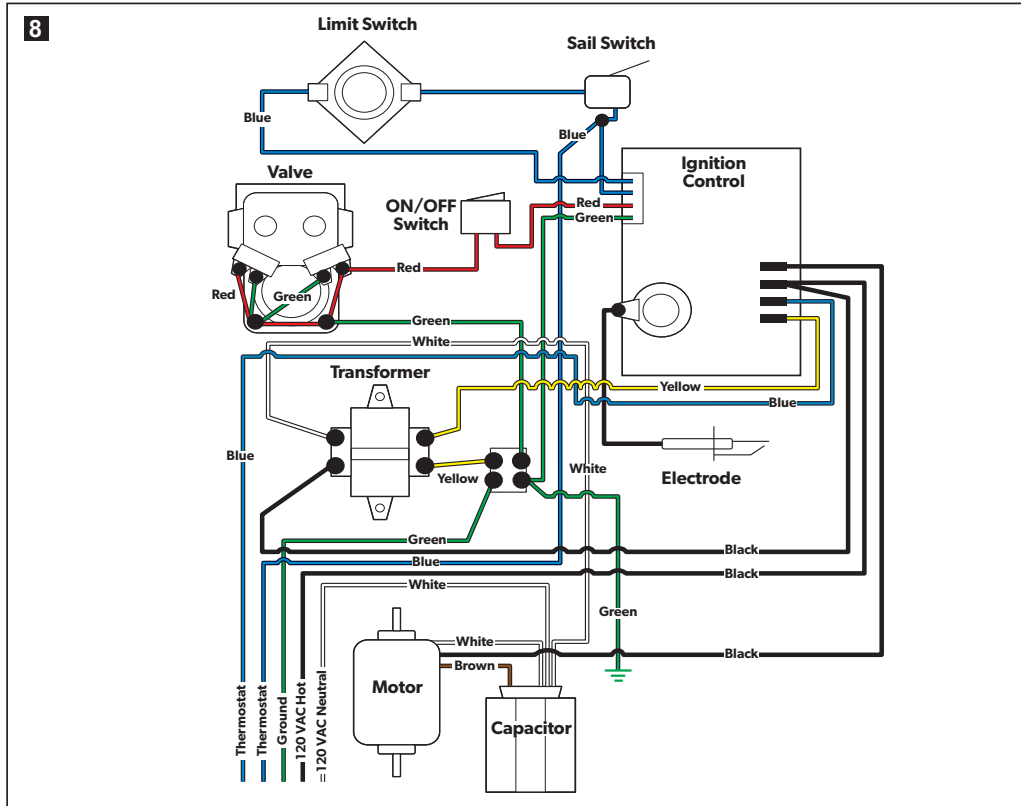 8
Limit Switch
Sail Switch
Blue
Blue
Ignition
Control
Valve
ON/OFF
Switch
Red
Green
Red
Red
Green
Green
White
Transformer
Yellow
Blue
Blue
White
Yellow
Electrode
Green
Black
Blue
Black
White
Green
White
Black
Brown
Motor
Capacitor
Thermostat
Thermostat
Ground
120 VAC Hot
120 VAC Neutral